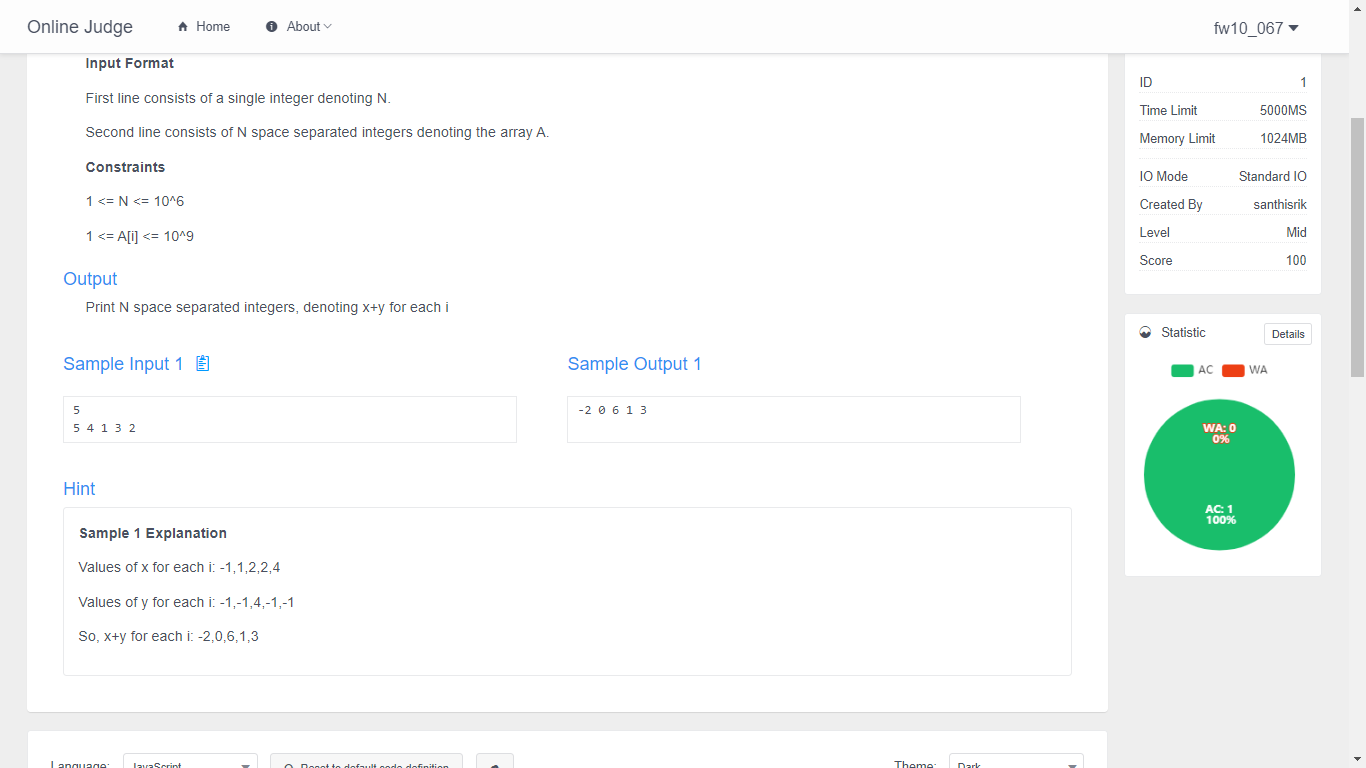 Online Judge
Home
About
fw10_067
Input Format
First line consists of a single integer denoting N.
Second line consists of N space separated integers denoting the array A.
Constraints
1 <= N <= 10^6
1 <= A[i] <= 10^9
Output
Print N space separated integers, denoting x+y for each i
Sample Input 1
Sample Output 1
5
5 4 1 3 2
-2 0 6 1 3
Hint
Sample 1 Explanation
Values of x for each i: -1,1,2,2,4
Values of y for each i: -1,-1,4,-1,-1
So, x+y for each i: -2,0,6,1,3
ID 1
Time Limit 5000MS
Memory Limit 1024MB
IO Mode Standard IO
Created By santhisrik
Level Mid
Score 100
Statistic
Details
AC WA
WA: 0
0%
AC: 1
100%
Language: JavaScript Reset to default code definition Theme: Dark